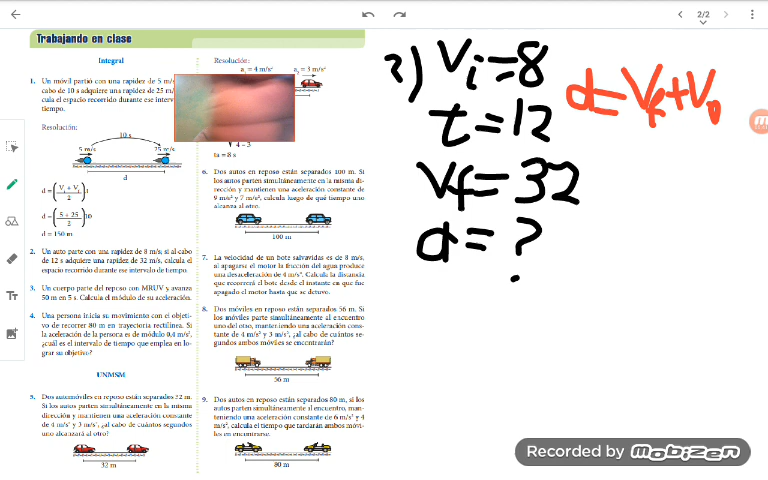 2/2
Trabajando en clase
Integral
1. Un móvil partió con una rapidez de 5 m/
cabo de 10 s adquiere una rapidez de 25 m/
cula el espacio recorrido durante ese interv
tiempo.
Resolución:
10 s
5 m/s
25 m/s
d
d = ( Vi + Vf / 2 ) t
d = ( 5 + 25 / 2 ) 10
d = 150 m
2. Un auto parte con una rapidez de 8 m/s; si al cabo
de 12 s adquiere una rapidez de 32 m/s, calcula el
espacio recorrido durante ese intervalo de tiempo.
3. Un cuerpo parte del reposo con MRUV y avanza
50 m en 5 s. Calcula el módulo de su aceleración.
4. Una persona inicia su movimiento con el objeti-
vo de recorrer 80 m en trayectoria rectilínea. Si
la aceleración de la persona es de módulo 0,4 m/s²,
¿cuál es el intervalo de tiempo que emplea en lo-
grar su objetivo?
UNMSM
5. Dos automóviles en reposo están separados 32 m.
Si los autos parten simultáneamente en la misma
dirección y mantienen una aceleración constante
de 4 m/s² y 3 m/s², ¿al cabo de cuántos segundos
uno alcanzará al otro?
32 m
Resolución:
a₁ = 4 m/s²
a₂ = 3 m/s²
4 – 3
ta = 8 s
6. Dos autos en reposo están separados 100 m. Si
los autos parten simultáneamente en la misma di-
rección y mantienen una aceleración constante de
9 m/s² y 7 m/s², calcula luego de qué tiempo uno
alcanza al otro.
100 m
7. La velocidad de un bote salvavidas es de 8 m/s,
si apagarse el motor la fricción del agua produce
una desaceleración de 4 m/s². Calcula la distancia
que recorrerá el bote desde el instante en que fue
apagado el motor hasta que se detuvo.
8. Dos móviles en reposo están separados 56 m. Si
los móviles parte simultáneamente al encuentro
uno del otro, manteniendo una aceleración cons-
tante de 4 m/s² y 3 m/s², ¿al cabo de cuántos se-
gundos ambos móviles se encontrarán?
56 m
9. Dos autos en reposo están separados 80 m, si los
autos parten simultáneamente al encuentro, man-
teniendo una aceleración constante de 6 m/s² y 4
m/s², calcula el tiempo que tardarán ambos móvi-
les en encontrarse.
80 m
2) Vi = 8
t = 12
Vf = 32
d = ?
d = Vf + V₀
Recorded by mobizen